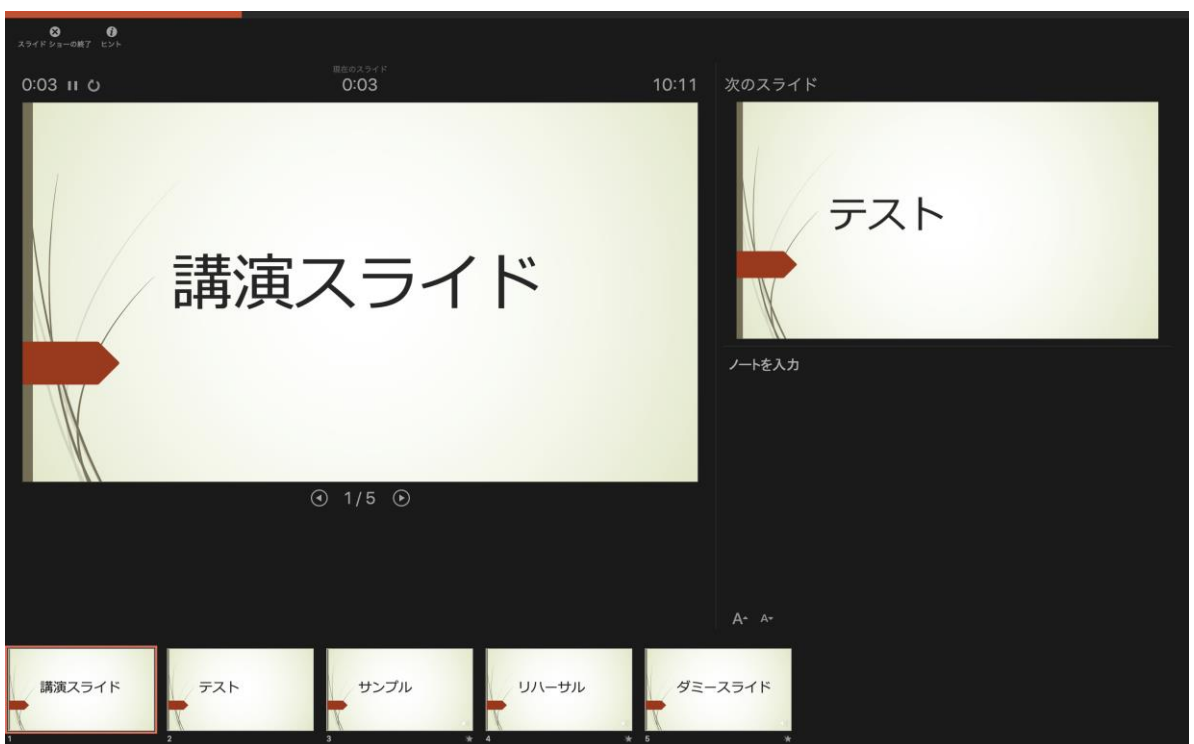 スライド ショーの終了 ヒント
現在のスライド
0:03 0:03 10:11 次のスライド
講演スライド
テスト
ノートを入力
1/5
A A
講演スライド テスト サンプル リハーサル ダミースライド
1 2 3 4 5